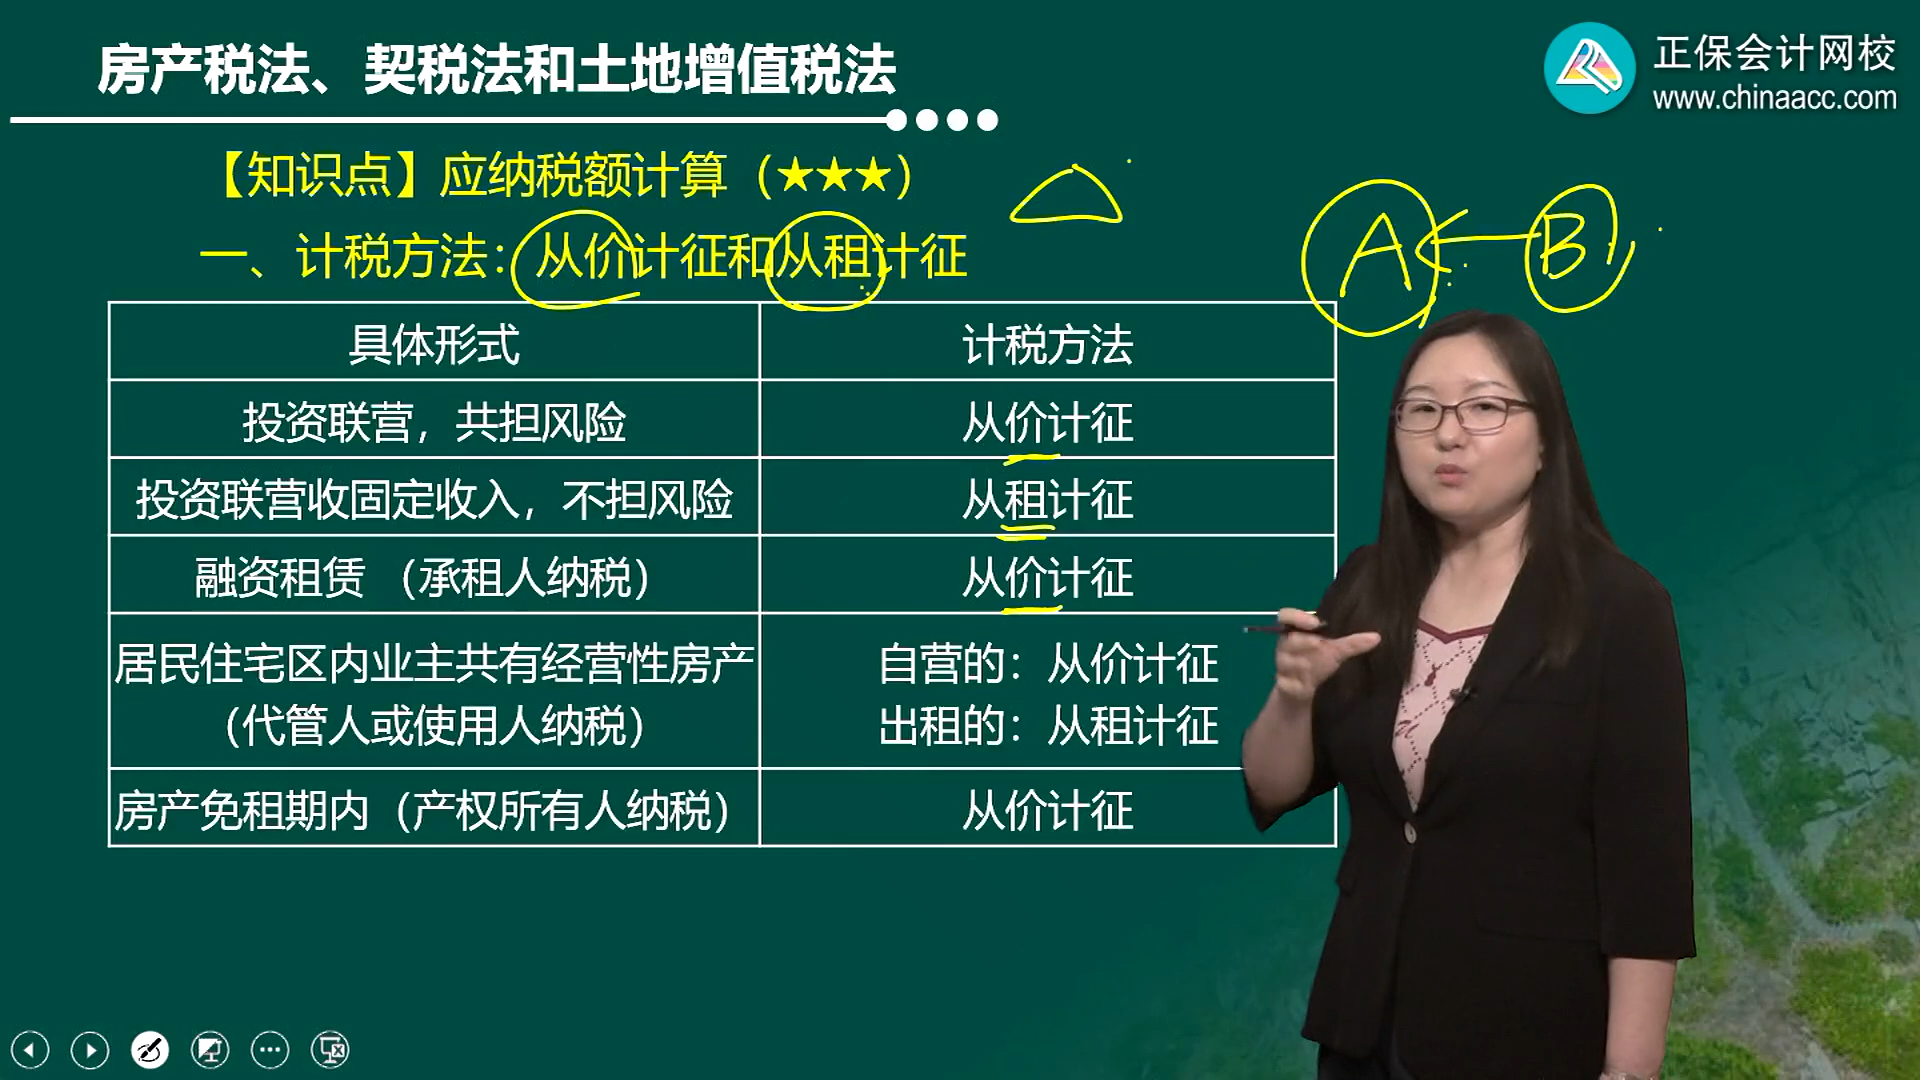 房产税法、契税法和土地增值税法
正保会计网校
www.chinaacc.com
【知识点】应纳税额计算（★★★）
一、计税方法：从价计征和从租计征
A
B
具体形式
计税方法
投资联营，共担风险
从价计征
投资联营收固定收入，不担风险
从租计征
融资租赁 （承租人纳税）
从价计征
居民住宅区内业主共有经营性房产
（代管人或使用人纳税）
自营的：从价计征
出租的：从租计征
房产免租期内（产权所有人纳税）
从价计征